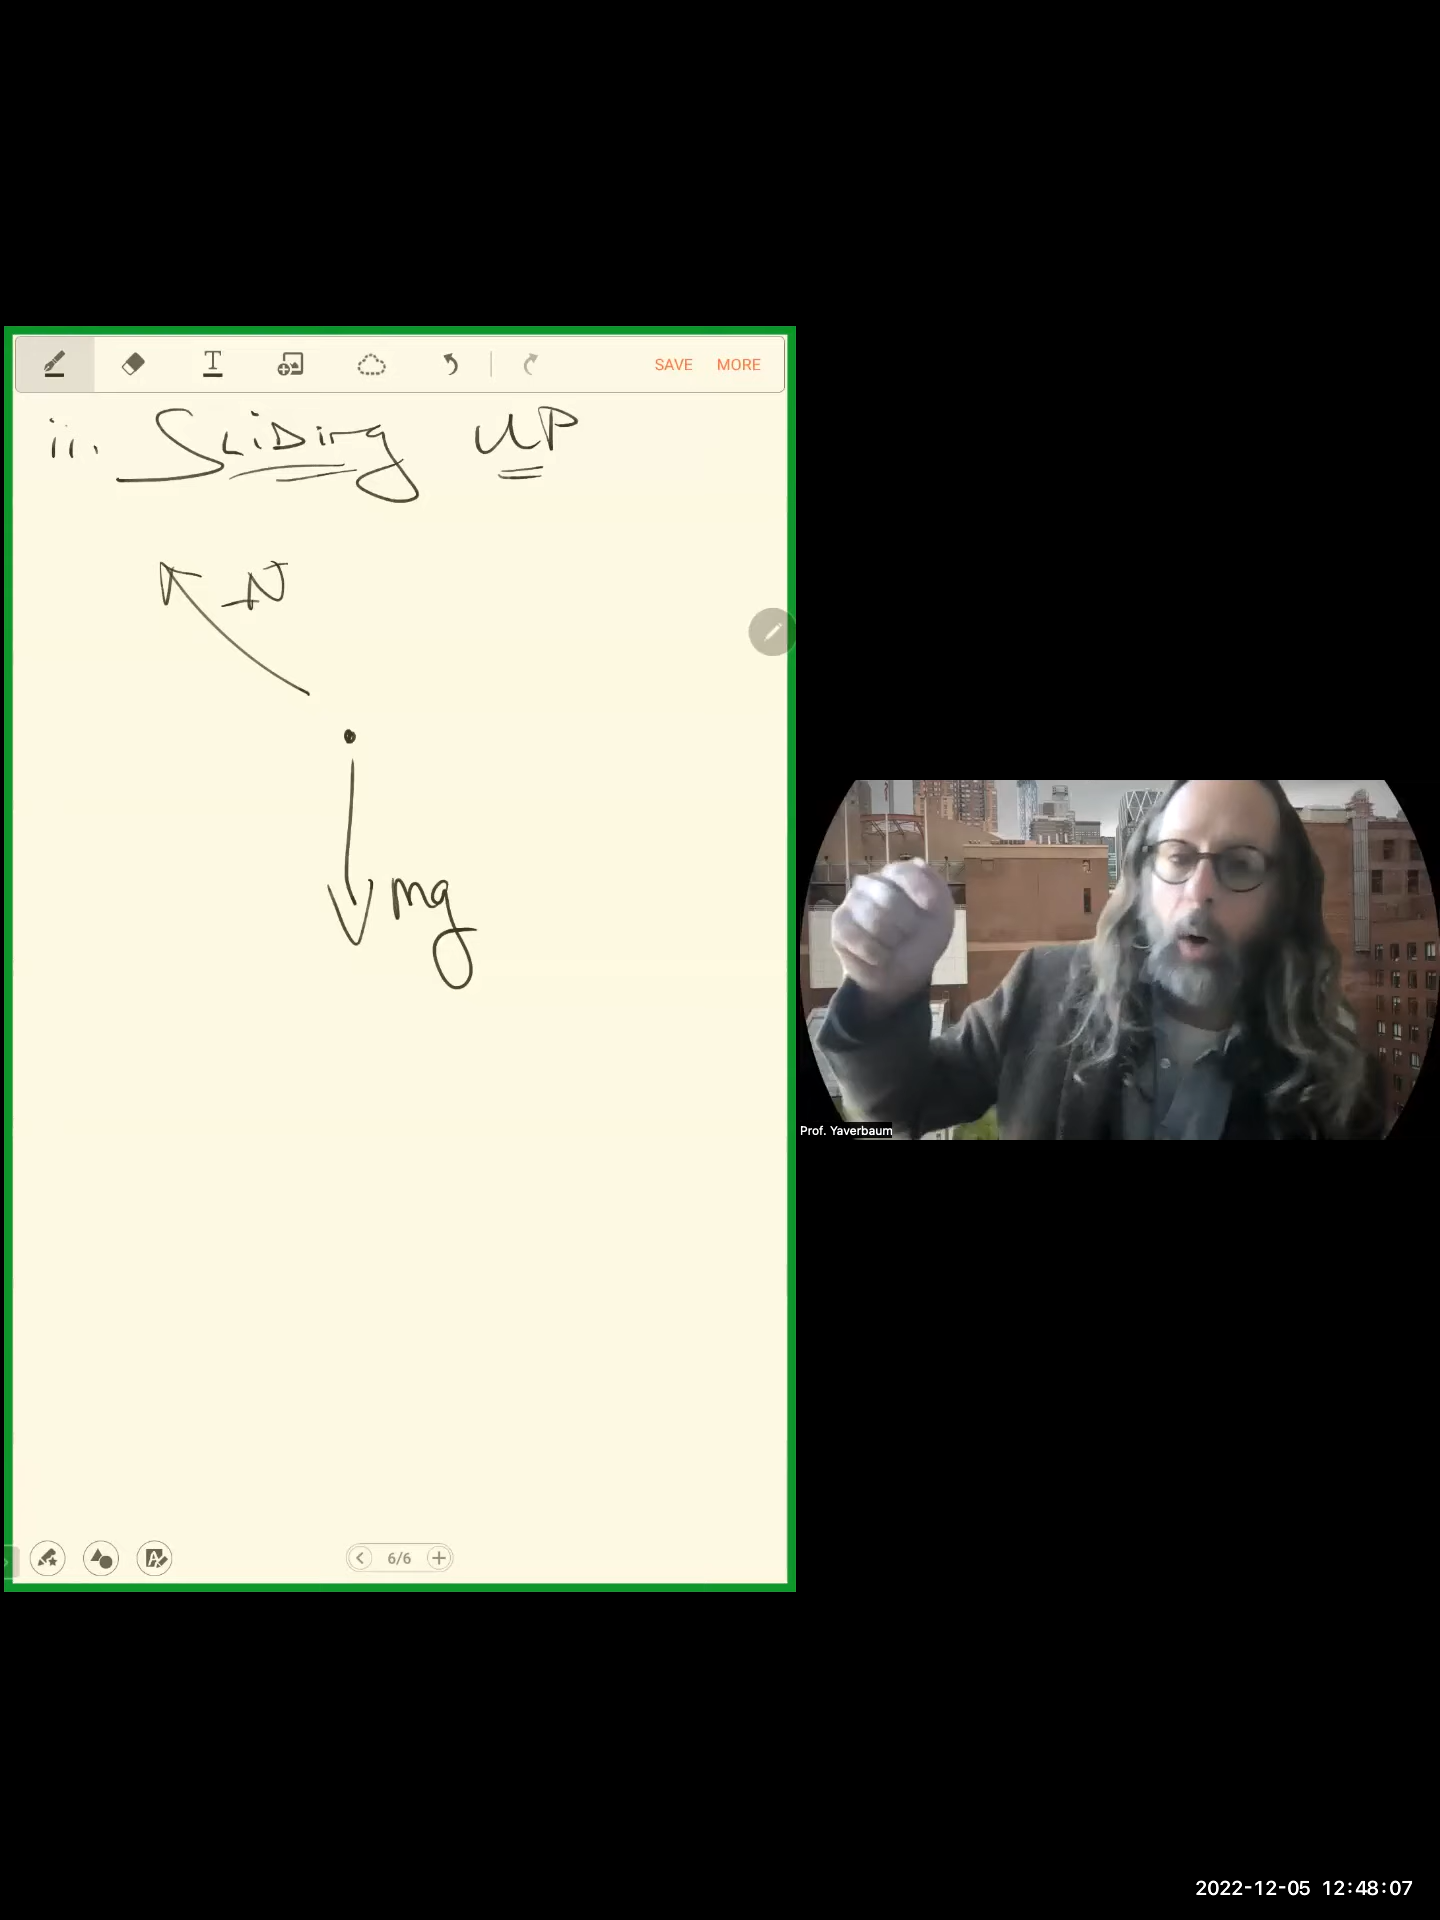 T
SAVE MORE
ii. SLiDing UP
N
mg
Prof. Yaverbaum
6/6
2022-12-05 12:48:07